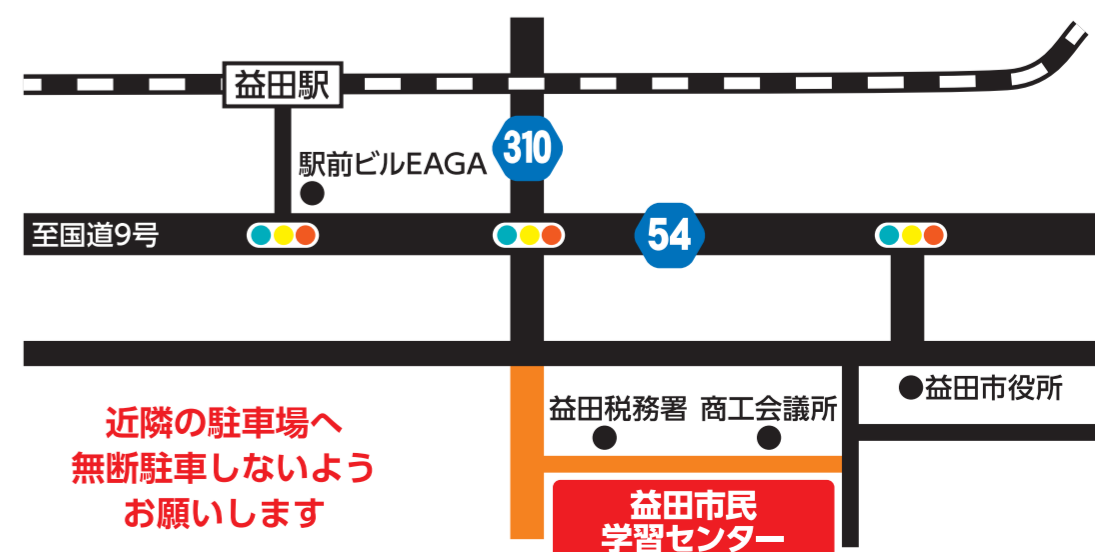 益田駅
310
駅前ビルEAGA
至国道9号
54
益田市役所
益田税務署
商工会議所
近隣の駐車場へ
無断駐車しないよう
お願いします
益田市民
学習センター